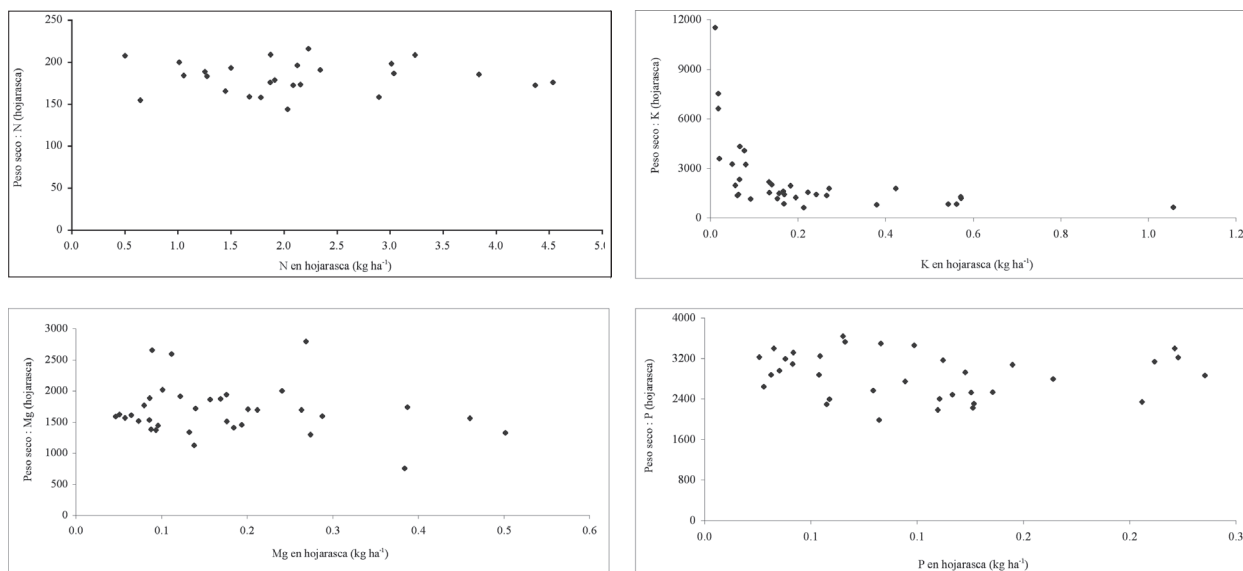 250
200
150
100
50
0
Peso seco : N (hojarasca)
0.0 0.5 1.0 1.5 2.0 2.5 3.0 3.5 4.0 4.5 5.0
N en hojarasca (kg ha⁻¹)
12000
9000
6000
3000
0
Peso seco : K (hojarasca)
0.0 0.2 0.4 0.6 0.8 1.0 1.2
K en hojarasca (kg ha⁻¹)
3000
2500
2000
1500
1000
500
0
Peso seco : Mg (hojarasca)
0.0 0.1 0.2 0.3 0.4 0.5 0.6
Mg en hojarasca (kg ha⁻¹)
4000
3200
2400
1600
800
0
Peso seco : P (hojarasca)
0.0 0.1 0.1 0.2 0.2 0.3
P en hojarasca (kg ha⁻¹)